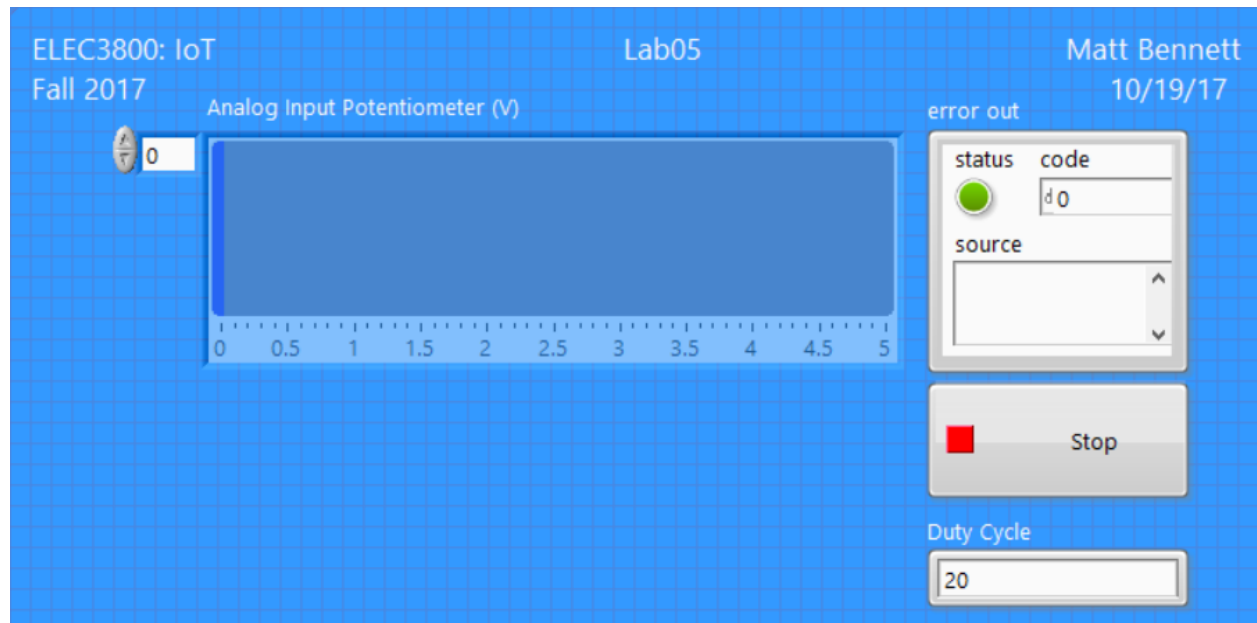 ELEC3800: IoT
Lab05
Matt Bennett
Fall 2017
10/19/17
Analog Input Potentiometer (V)
error out
0
status code
d 0
source
0 0.5 1 1.5 2 2.5 3 3.5 4 4.5 5
Stop
Duty Cycle
20